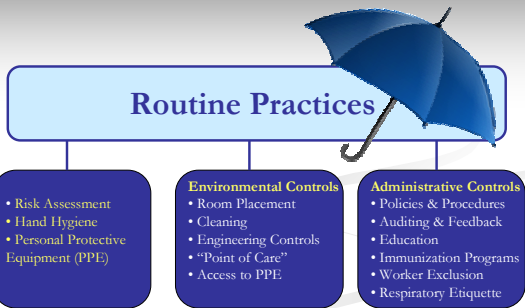 Routine Practices
• Risk Assessment
• Hand Hygiene
• Personal Protective
Equipment (PPE)
Environmental Controls
• Room Placement
• Cleaning
• Engineering Controls
• “Point of Care”
• Access to PPE
Administrative Controls
• Policies & Procedures
• Auditing & Feedback
• Education
• Immunization Programs
• Worker Exclusion
• Respiratory Etiquette